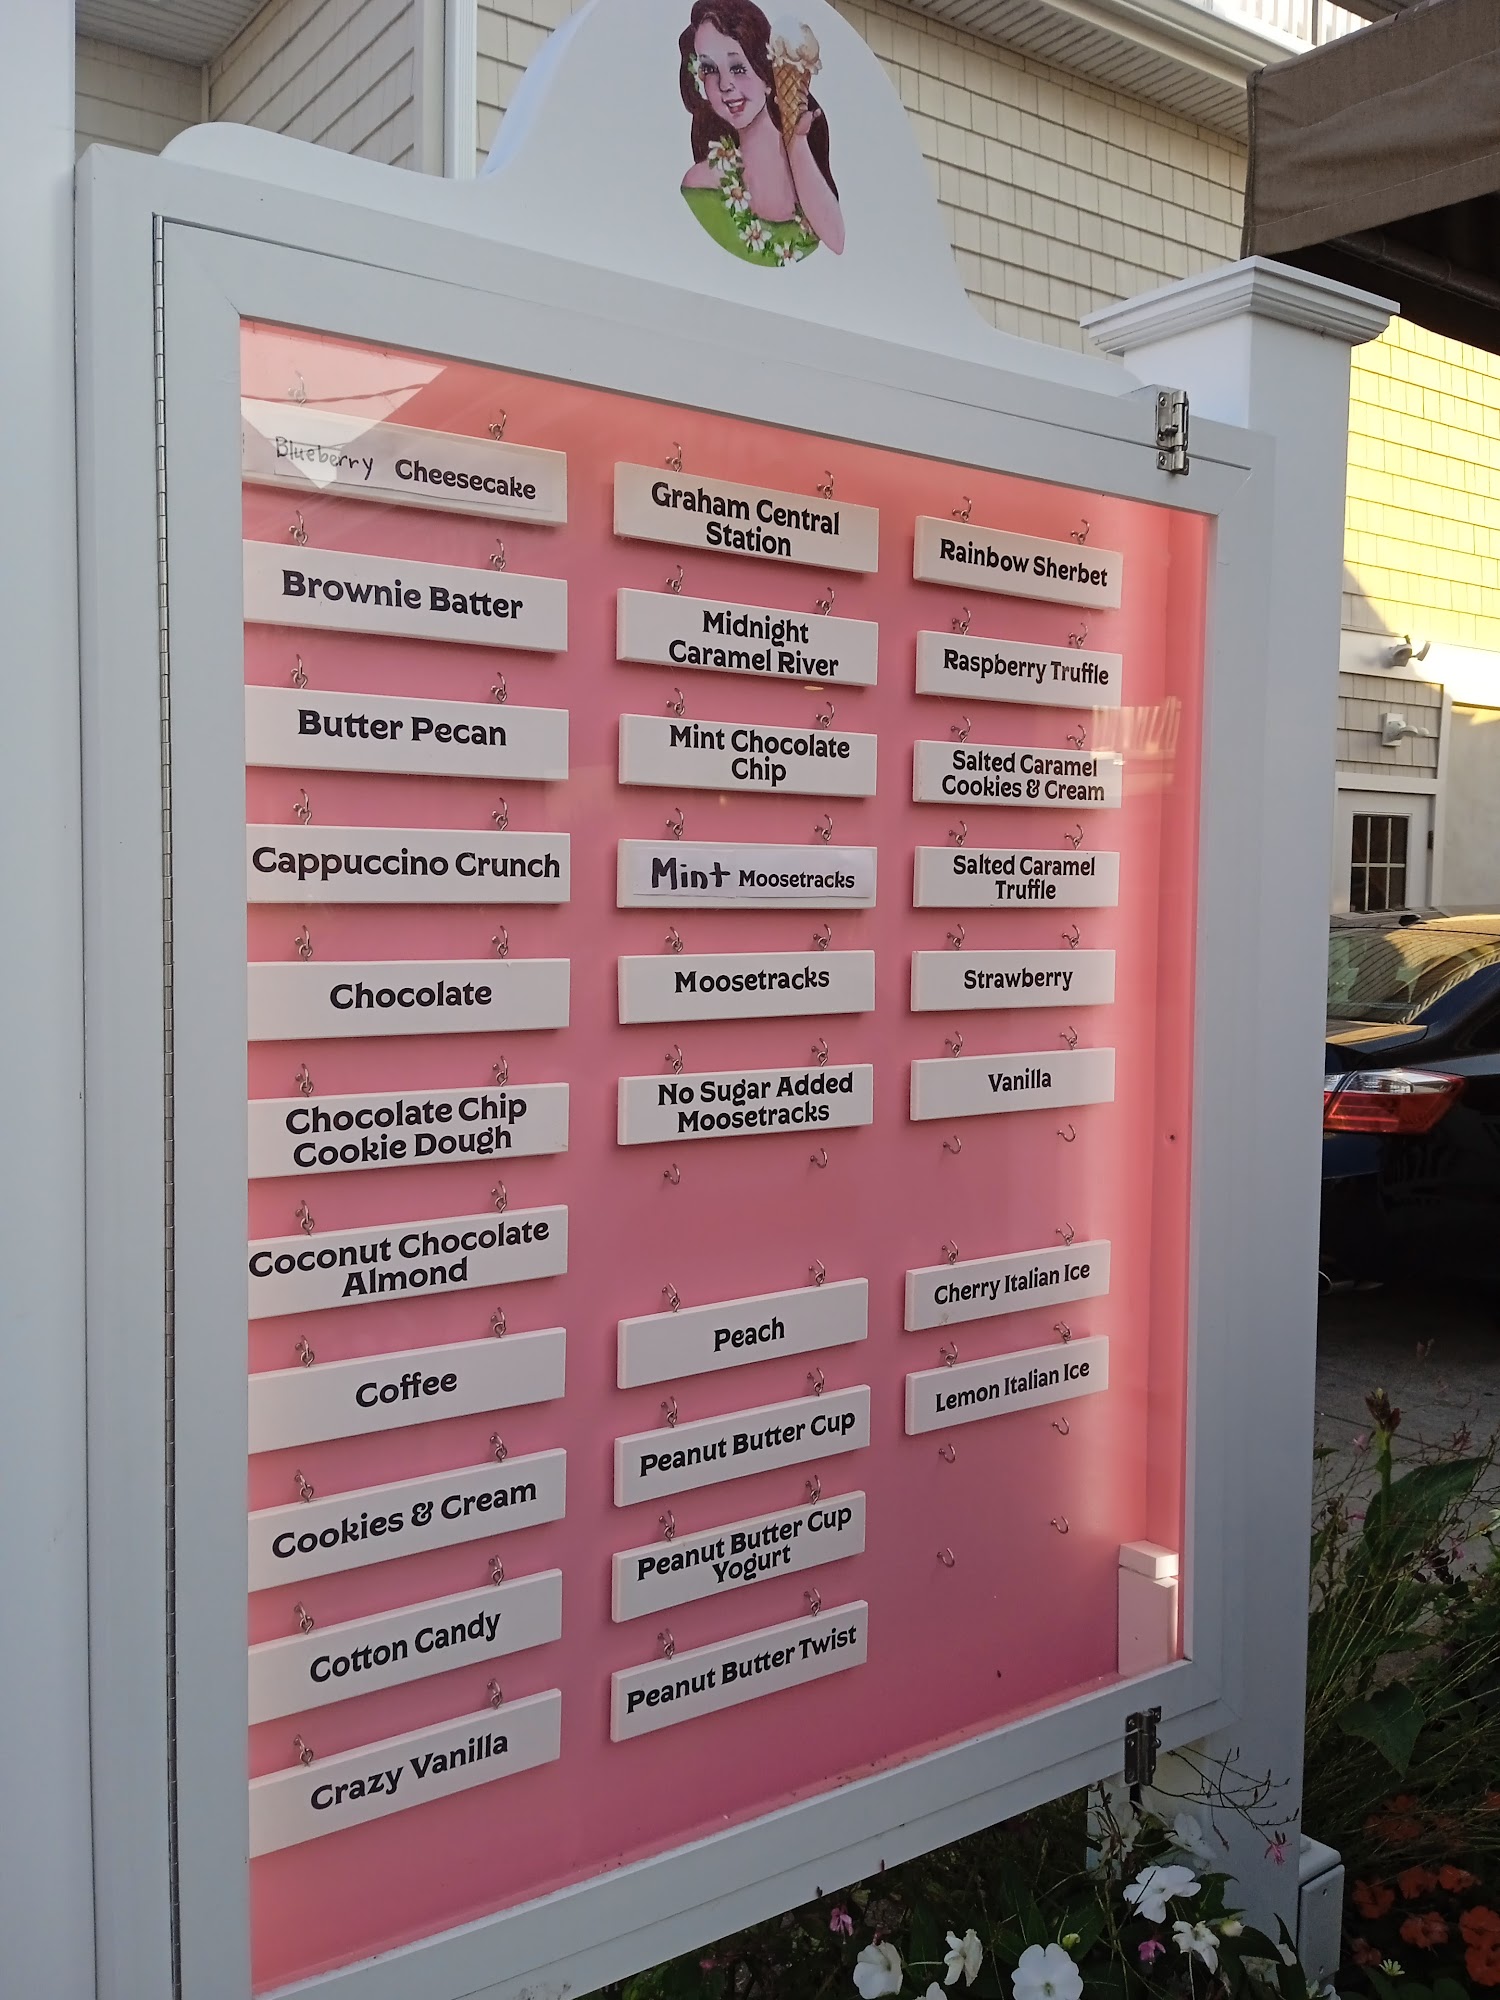 Blueberry Cheesecake
Brownie Batter
Butter Pecan
Cappuccino Crunch
Chocolate
Chocolate Chip
Cookie Dough
Coconut Chocolate
Almond
Coffee
Cookies & Cream
Cotton Candy
Crazy Vanilla
Graham Central
Station
Midnight
Caramel River
Mint Chocolate
Chip
Mint Moosetracks
Moosetracks
No Sugar Added
Moosetracks
Peach
Peanut Butter Cup
Peanut Butter Cup
Yogurt
Peanut Butter Twist
Rainbow Sherbet
Raspberry Truffle
Salted Caramel
Cookies & Cream
Salted Caramel
Truffle
Strawberry
Vanilla
Cherry Italian Ice
Lemon Italian Ice